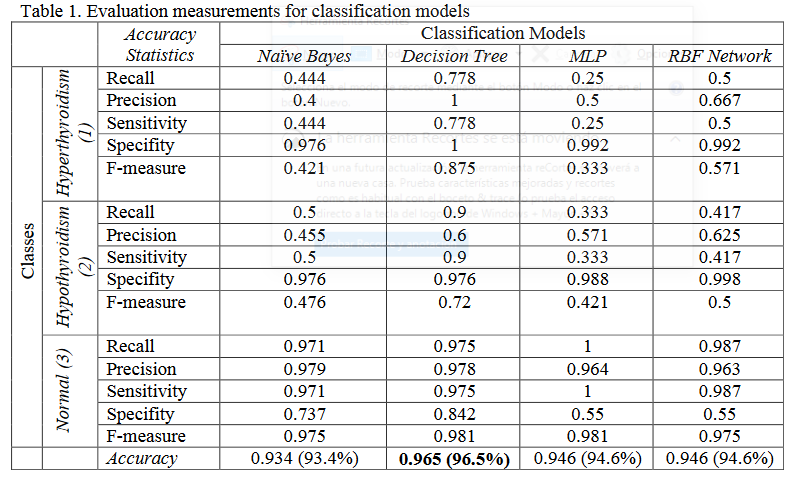 Table 1. Evaluation measurements for classification models
Accuracy Statistics Classification Models
Naïve Bayes Decision Tree MLP RBF Network
Classes
Hyperthyroidism (1)
Recall 0.444 0.778 0.25 0.5
Precision 0.4 1 0.5 0.667
Sensitivity 0.444 0.778 0.25 0.5
Specifity 0.976 1 0.992 0.992
F-measure 0.421 0.875 0.333 0.571
Hypothyroidism (2)
Recall 0.5 0.9 0.333 0.417
Precision 0.455 0.6 0.571 0.625
Sensitivity 0.5 0.9 0.333 0.417
Specifity 0.976 0.976 0.988 0.998
F-measure 0.476 0.72 0.421 0.5
Normal (3)
Recall 0.971 0.975 1 0.987
Precision 0.979 0.978 0.964 0.963
Sensitivity 0.971 0.975 1 0.987
Specifity 0.737 0.842 0.55 0.55
F-measure 0.975 0.981 0.981 0.975
Accuracy 0.934 (93.4%) 0.965 (96.5%) 0.946 (94.6%) 0.946 (94.6%)